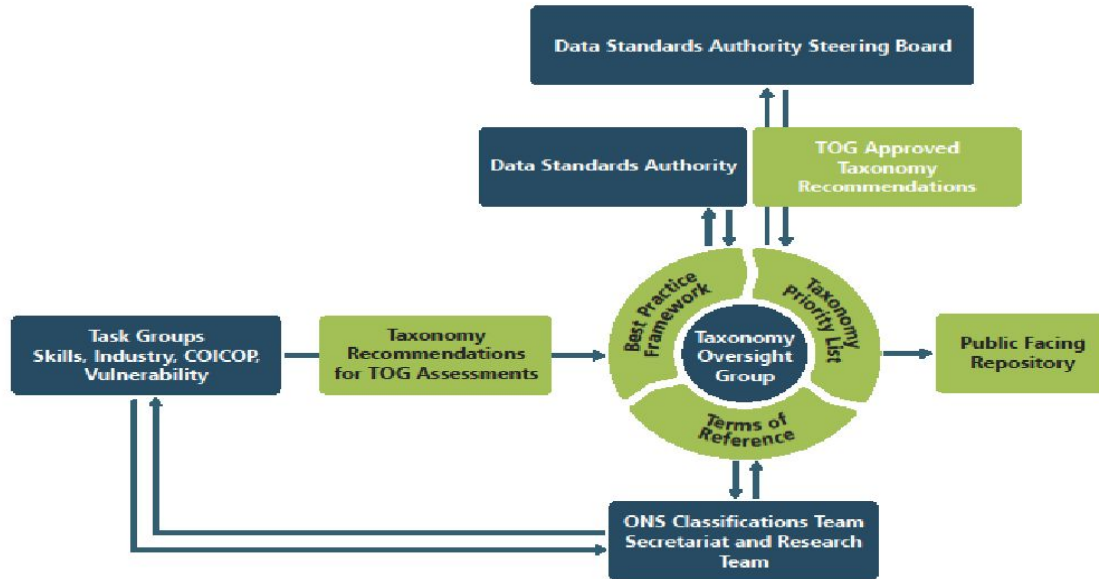 Data Standards Authority Steering Board
Data Standards Authority
TOG Approved
Taxonomy
Recommendations
Best Practice
Framework
Taxonomy
Priority List
Taxonomy
Oversight
Group
Terms of
Reference
Task Groups
Skills, Industry, COICOP,
Vulnerability
Taxonomy
Recommendations
for TOG Assessments
Public Facing
Repository
ONS Classifications Team
Secretariat and Research
Team